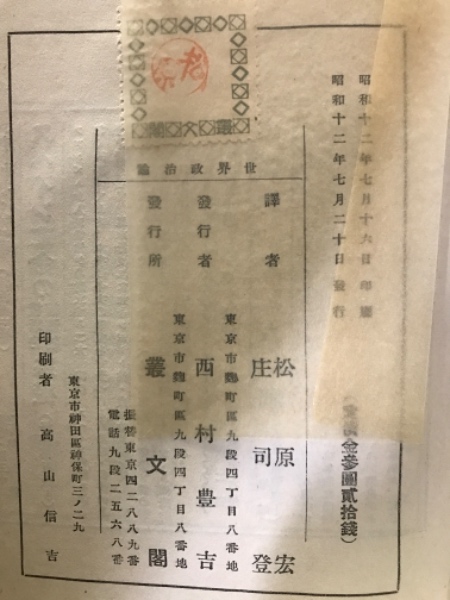 昭和十二年七月十六日印刷
昭和十二年七月二十日發行
(定價金參圓貳拾錢)
世界政治論
譯者 松原宏
庄司登
東京市麴町區九段四丁目八番地
發行者 西村豊吉
東京市麴町區九段四丁目八番地
發行所 叢文閣
振替東京四二八八九番
電話九段二五六八番
東京市神田區神保町三ノ二九
印刷者 高山信吉
叢文閣